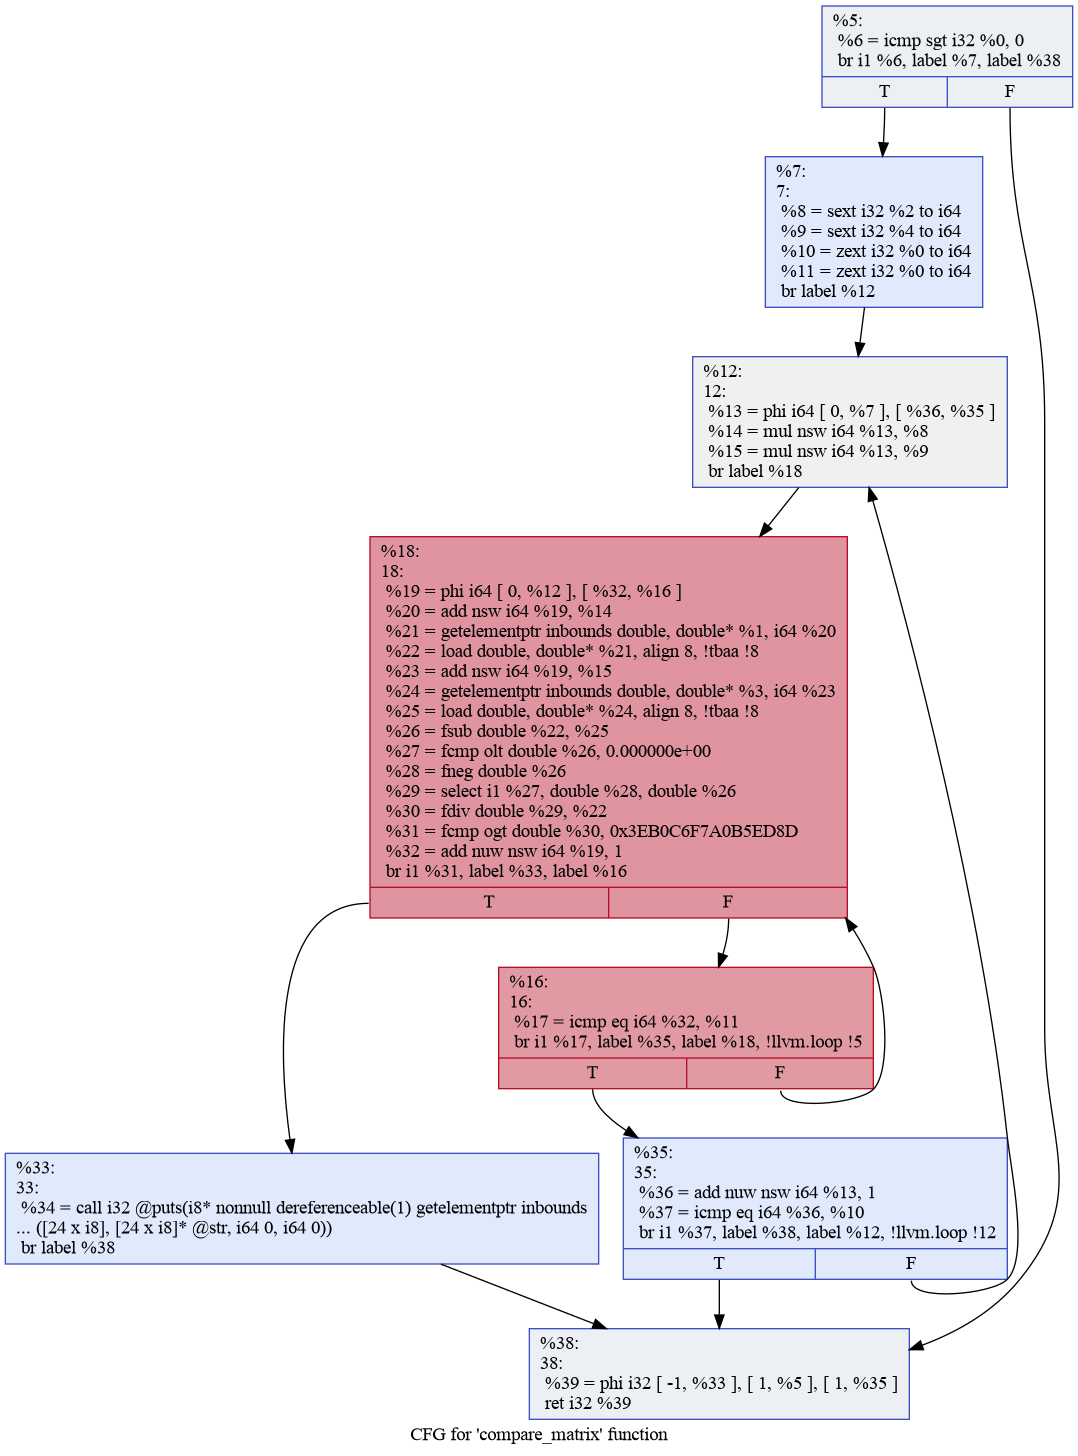 %5:
%6 = icmp sgt i32 %0, 0
br i1 %6, label %7, label %38
T F
%7:
7:
%8 = sext i32 %2 to i64
%9 = sext i32 %4 to i64
%10 = zext i32 %0 to i64
%11 = zext i32 %0 to i64
br label %12
%12:
12:
%13 = phi i64 [ 0, %7 ], [ %36, %35 ]
%14 = mul nsw i64 %13, %8
%15 = mul nsw i64 %13, %9
br label %18
%18:
18:
%19 = phi i64 [ 0, %12 ], [ %32, %16 ]
%20 = add nsw i64 %19, %14
%21 = getelementptr inbounds double, double* %1, i64 %20
%22 = load double, double* %21, align 8, !tbaa !8
%23 = add nsw i64 %19, %15
%24 = getelementptr inbounds double, double* %3, i64 %23
%25 = load double, double* %24, align 8, !tbaa !8
%26 = fsub double %22, %25
%27 = fcmp olt double %26, 0.000000e+00
%28 = fneg double %26
%29 = select i1 %27, double %28, double %26
%30 = fdiv double %29, %22
%31 = fcmp ogt double %30, 0x3EB0C6F7A0B5ED8D
%32 = add nuw nsw i64 %19, 1
br i1 %31, label %33, label %16
T F
%16:
16:
%17 = icmp eq i64 %32, %11
br i1 %17, label %35, label %18, !llvm.loop !5
T F
%33:
33:
%34 = call i32 @puts(i8* nonnull dereferenceable(1) getelementptr inbounds
... ([24 x i8], [24 x i8]* @str, i64 0, i64 0))
br label %38
%35:
35:
%36 = add nuw nsw i64 %13, 1
%37 = icmp eq i64 %36, %10
br i1 %37, label %38, label %12, !llvm.loop !12
T F
%38:
38:
%39 = phi i32 [ -1, %33 ], [ 1, %5 ], [ 1, %35 ]
ret i32 %39
CFG for 'compare_matrix' function